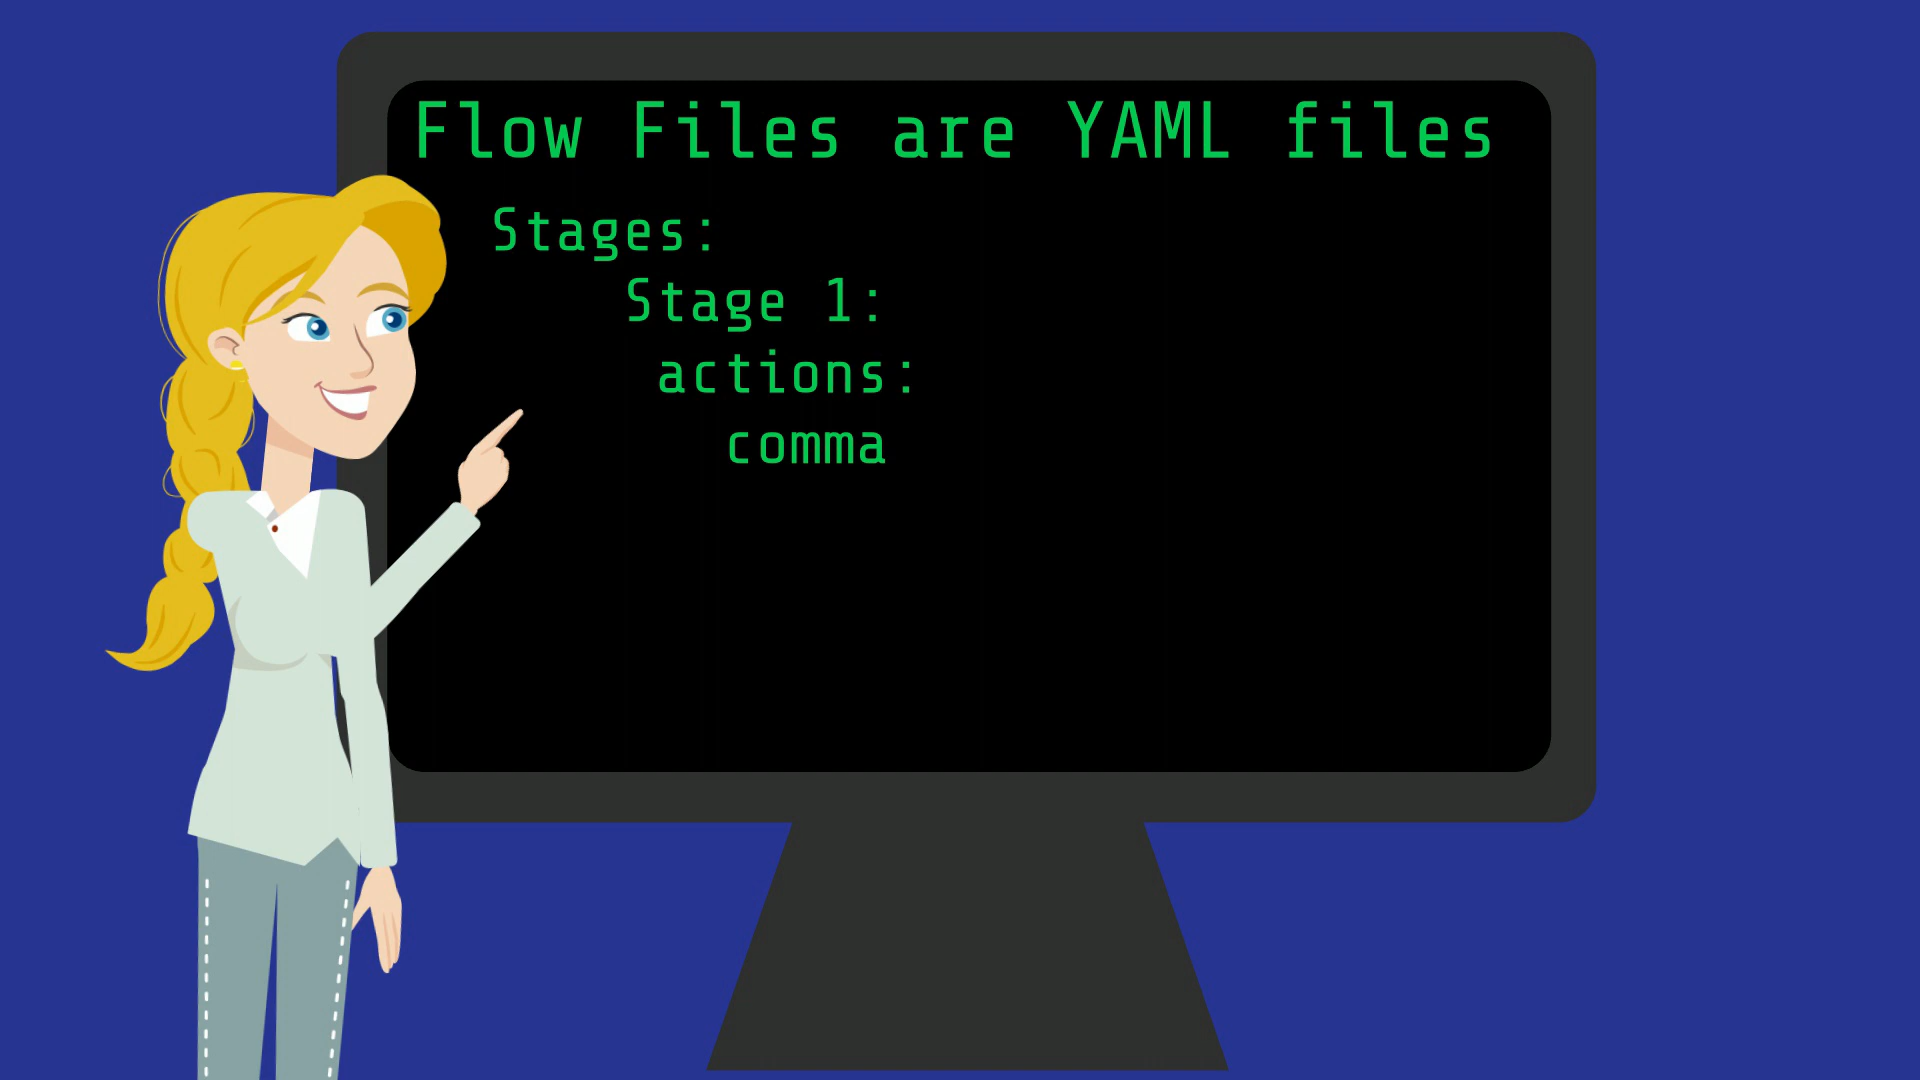 Flow Files are YAML files
Stages:
Stage 1:
actions:
comma